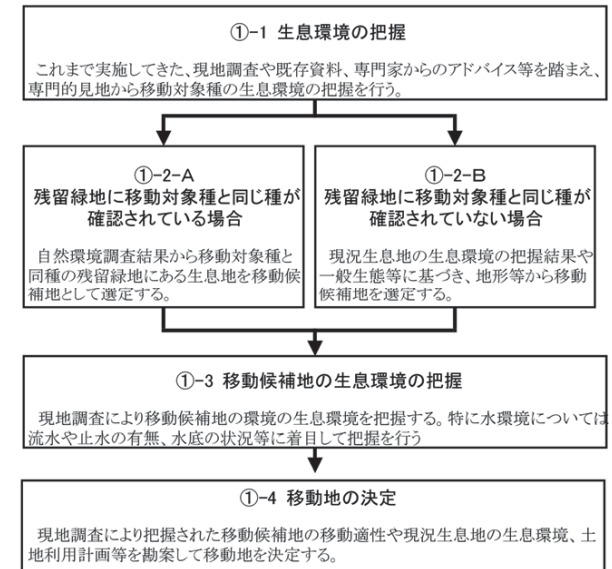 ①-1 生息環境の把握
これまで実施してきた、現地調査や既存資料、専門家からのアドバイス等を踏まえ、
専門的見地から移動対象種の生息環境の把握を行う。
①-2-A
残留緑地に移動対象種と同じ種が
確認されている場合
自然環境調査結果から移動対象種と
同種の残留緑地にある生息地を移動候
補地として選定する。
①-2-B
残留緑地に移動対象種と同じ種が
確認されていない場合
現況生息地の生息環境の把握結果や
一般生態等に基づき、地形等から移動
候補地を選定する。
①-3 移動候補地の生息環境の把握
現地調査により移動候補地の環境の生息環境を把握する。特に水環境については
流水や止水の有無、水底の状況等に着目して把握を行う
①-4 移動地の決定
現地調査により把握された移動候補地の移動適性や現況生息地の生息環境、土
地利用計画等を勘案して移動地を決定する。